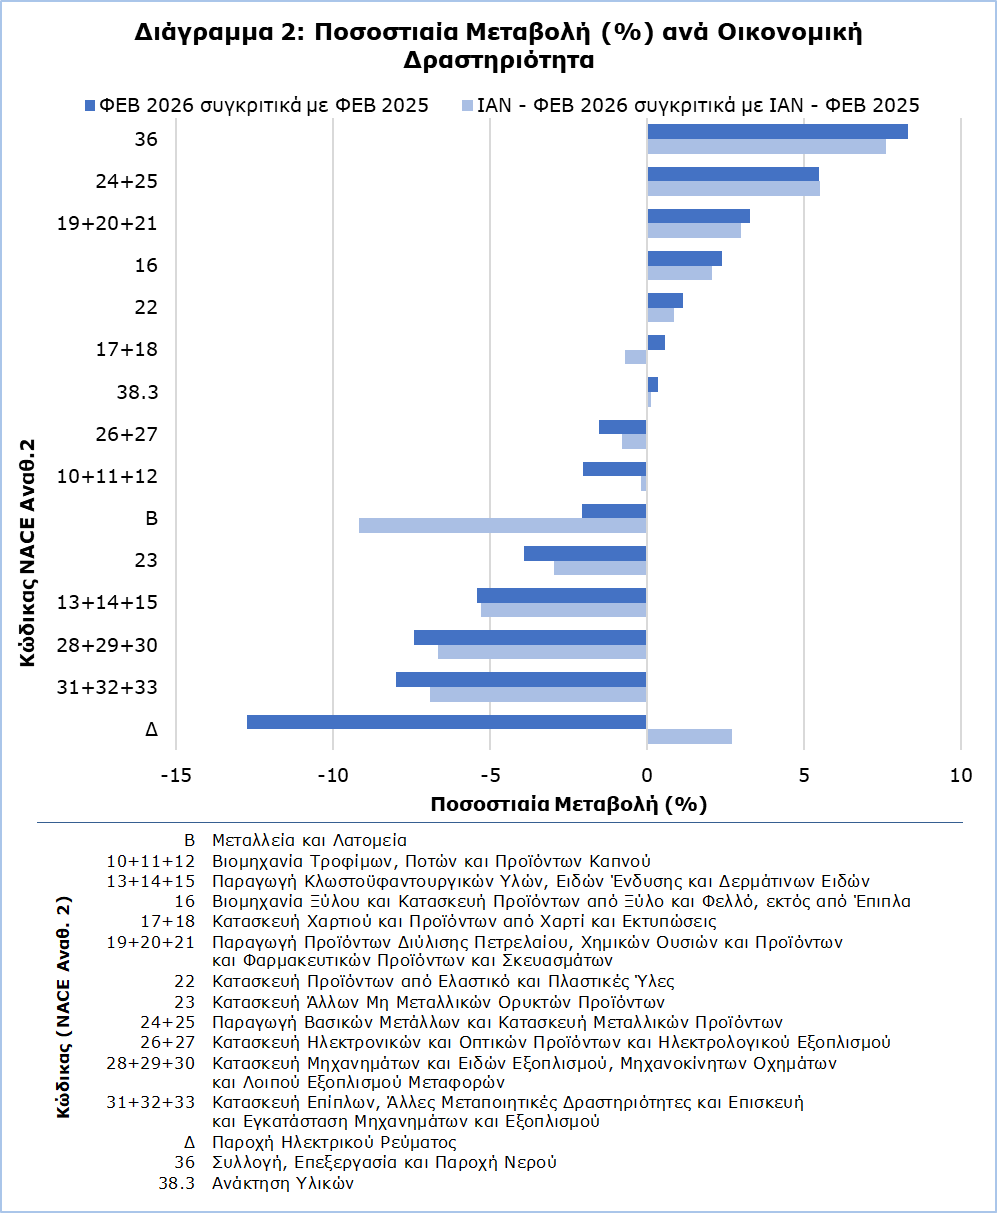 Διάγραμμα 2: Ποσοστιαία Μεταβολή (%) ανά Οικονομική
Δραστηριότητα
ΦΕΒ 2026 συγκριτικά με ΦΕΒ 2025
ΙΑΝ - ΦΕΒ 2026 συγκριτικά με ΙΑΝ - ΦΕΒ 2025
36
24+25
19+20+21
16
22
17+18
38.3
26+27
10+11+12
Β
23
13+14+15
28+29+30
31+32+33
Δ
Κώδικας NACE Αναθ.2
-15 -10 -5 0 5 10
Ποσοστιαία Μεταβολή (%)
Κώδικας (NACE Αναθ. 2)
Β Μεταλλεία και Λατομεία
10+11+12 Βιομηχανία Τροφίμων, Ποτών και Προϊόντων Καπνού
13+14+15 Παραγωγή Κλωστοϋφαντουργικών Υλών, Ειδών Ένδυσης και Δερμάτινων Ειδών
16 Βιομηχανία Ξύλου και Κατασκευή Προϊόντων από Ξύλο και Φελλό, εκτός από Έπιπλα
17+18 Κατασκευή Χαρτιού και Προϊόντων από Χαρτί και Εκτυπώσεις
19+20+21 Παραγωγή Προϊόντων Διύλισης Πετρελαίου, Χημικών Ουσιών και Προϊόντων
και Φαρμακευτικών Προϊόντων και Σκευασμάτων
22 Κατασκευή Προϊόντων από Ελαστικό και Πλαστικές Ύλες
23 Κατασκευή Άλλων Μη Μεταλλικών Ορυκτών Προϊόντων
24+25 Παραγωγή Βασικών Μετάλλων και Κατασκευή Μεταλλικών Προϊόντων
26+27 Κατασκευή Ηλεκτρονικών και Οπτικών Προϊόντων και Ηλεκτρολογικού Εξοπλισμού
28+29+30 Κατασκευή Μηχανημάτων και Ειδών Εξοπλισμού, Μηχανοκίνητων Οχημάτων
και Λοιπού Εξοπλισμού Μεταφορών
31+32+33 Κατασκευή Επίπλων, Άλλες Μεταποιητικές Δραστηριότητες και Επισκευή
και Εγκατάσταση Μηχανημάτων και Εξοπλισμού
Δ Παροχή Ηλεκτρικού Ρεύματος
36 Συλλογή, Επεξεργασία και Παροχή Νερού
38.3 Ανάκτηση Υλικών